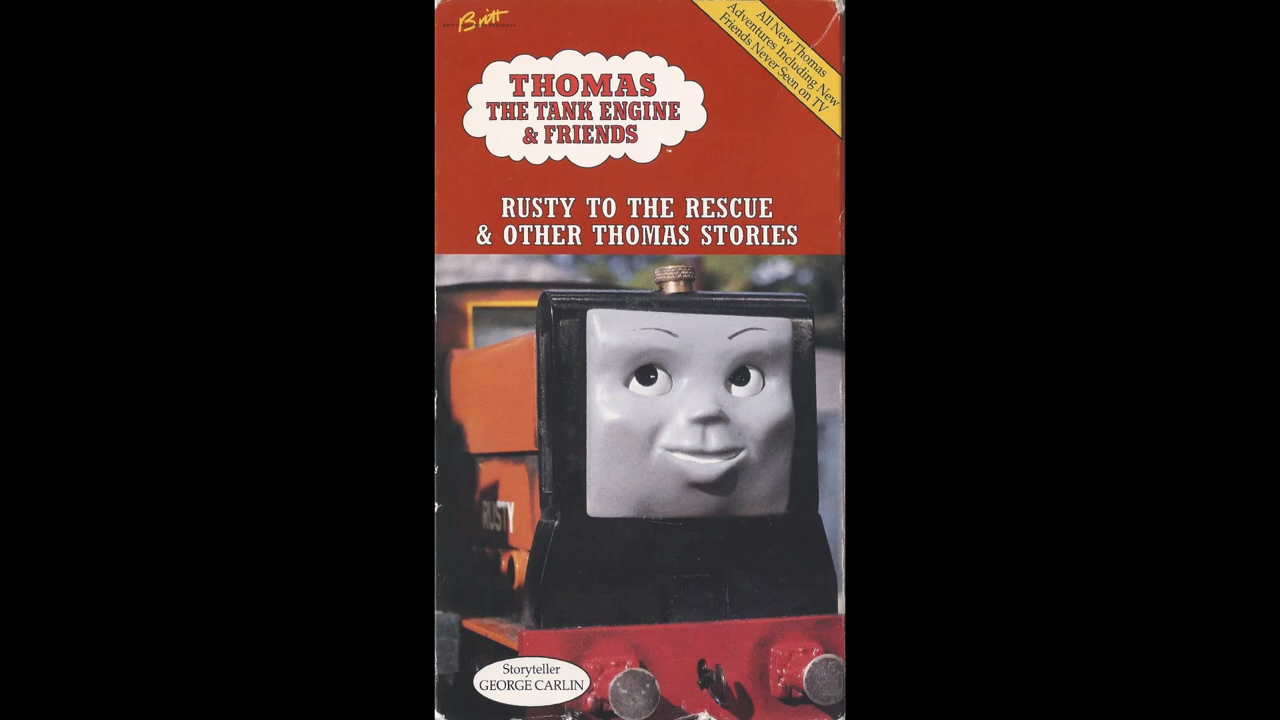 Britt
All New Thomas
Adventures Including New
Friends Never Seen on TV
THOMAS
THE TANK ENGINE
& FRIENDS
™
RUSTY TO THE RESCUE
& OTHER THOMAS STORIES
RUSTY
Storyteller
GEORGE CARLIN